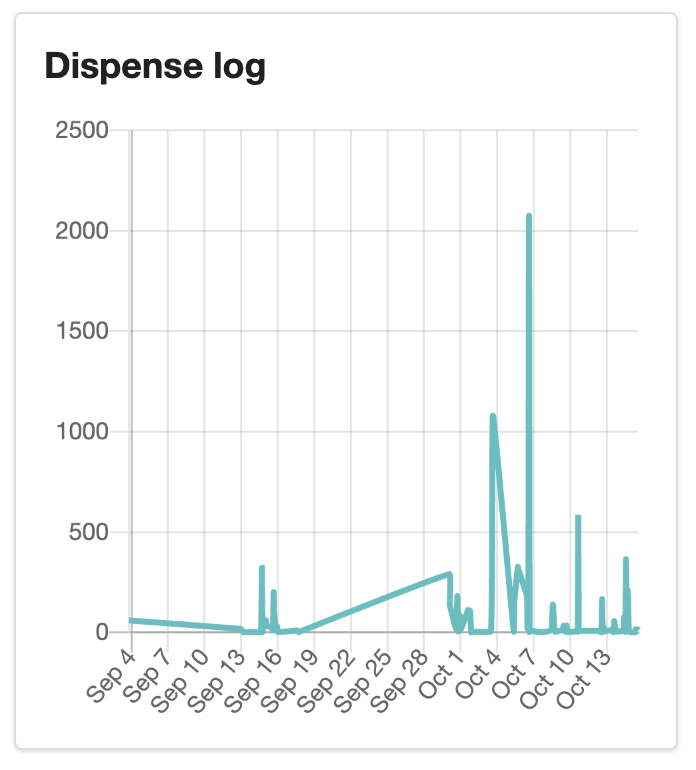 Dispense log
2500
2000
1500
1000
500
0
Sep 4
Sep 7
Sep 10
Sep 13
Sep 16
Sep 19
Sep 22
Sep 25
Sep 28
Oct 1
Oct 4
Oct 7
Oct 10
Oct 13